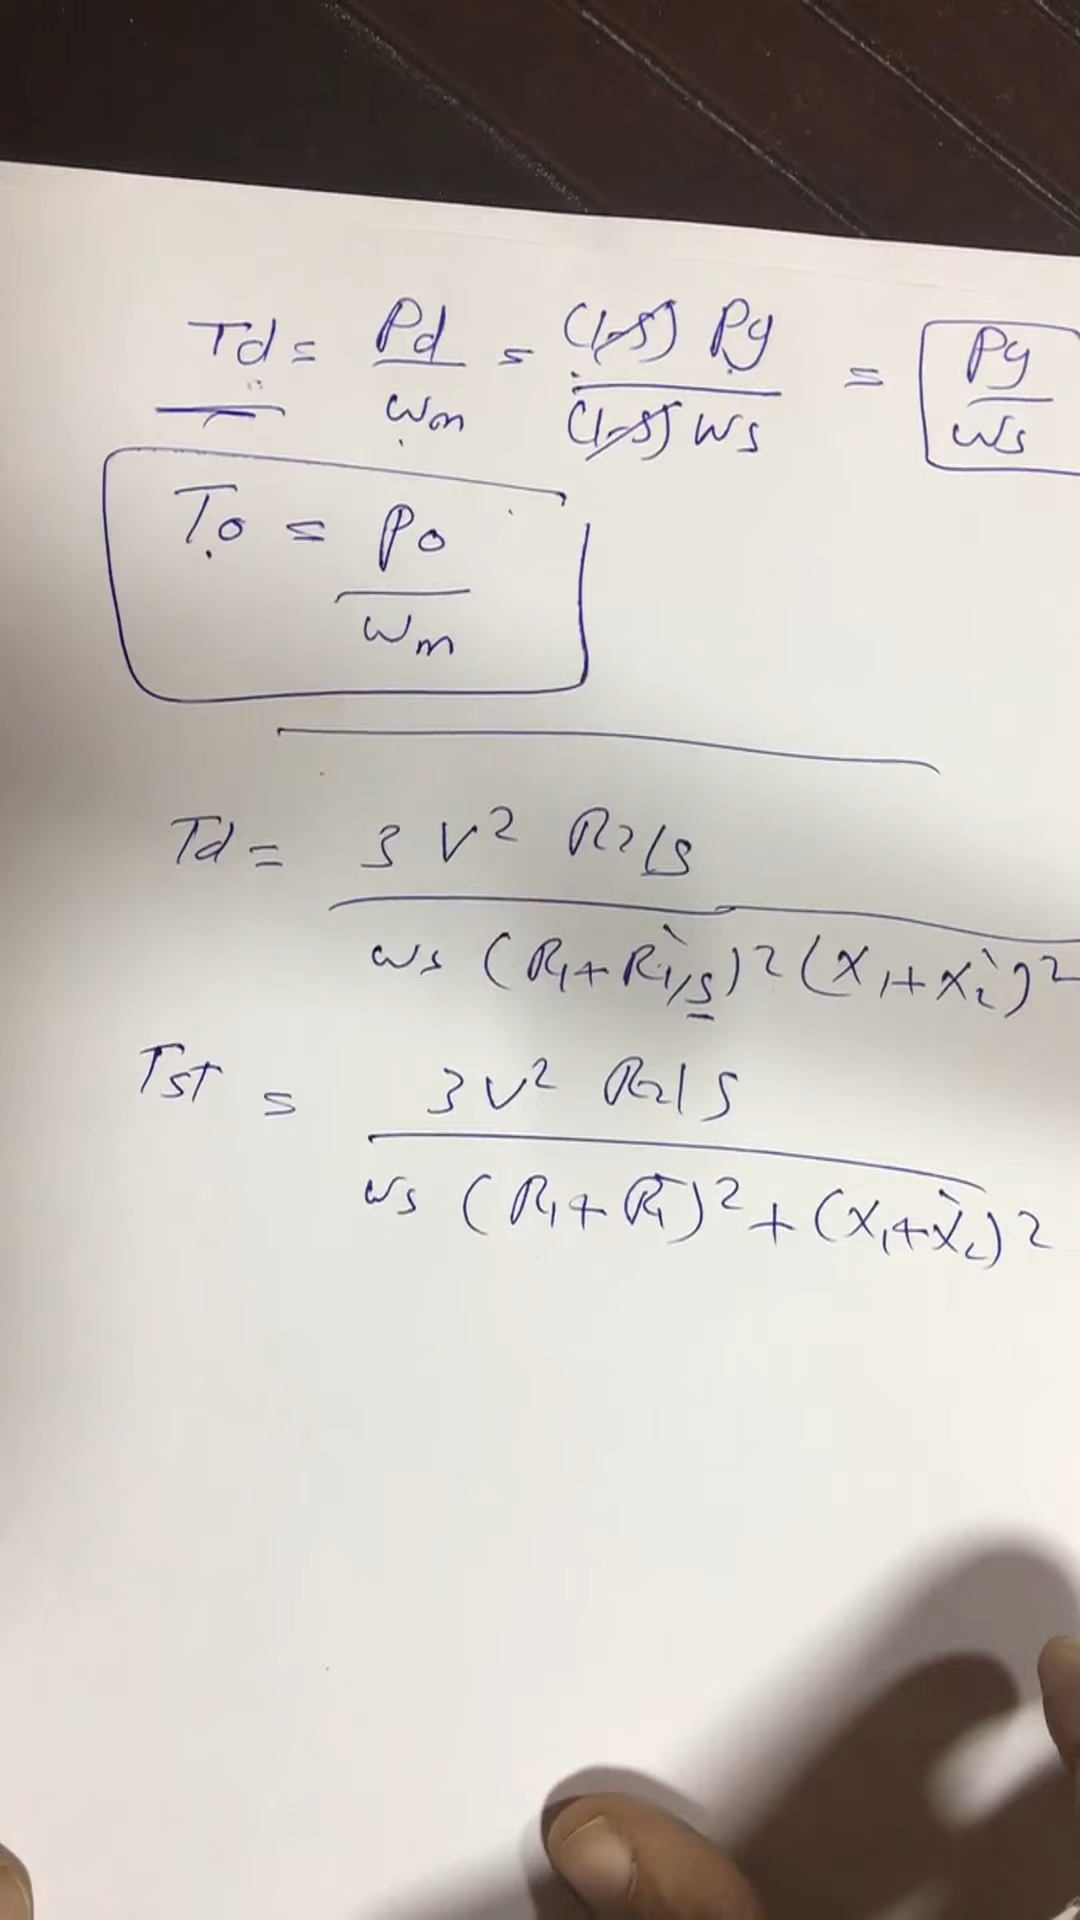 Td = Pd / ωm = (1-S) Pg / (1-S) ωs = Pg / ωs
To = Po / ωm
Td = 3 V² R2/S / ωs (R1 + R1`/S)² (X1 + X2`)²
TST = 3 V² R2/S / ωs (R1 + R1`)² + (X1 + X2`)²